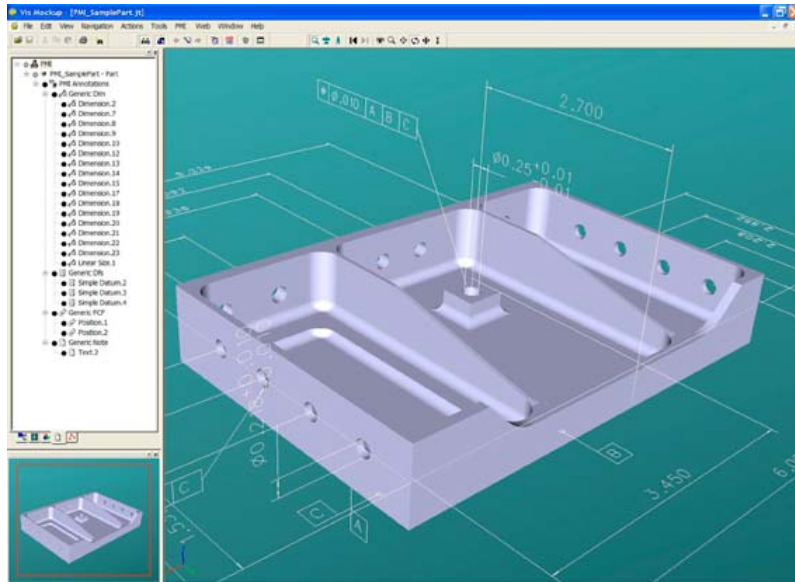 Vis Mockup - [PMI_SamplePart.jt]
File Edit View Navigation Actions Tools PMI Web Window Help
PMI
PMI_SamplePart - Part
PMI Annotations
Generic Dim
Dimension.2
Dimension.7
Dimension.8
Dimension.9
Dimension.10
Dimension.12
Dimension.13
Dimension.14
Dimension.15
Dimension.17
Dimension.18
Dimension.19
Dimension.20
Dimension.21
Dimension.22
Dimension.23
Linear Size.1
Generic Dfs
Simple Datum.2
Simple Datum.3
Simple Datum.4
Generic FCF
Position.1
Position.2
Generic Note
Text.3
Ø.010 A B C
2.700
Ø0.25+0.01
3.450
B
C
C
A